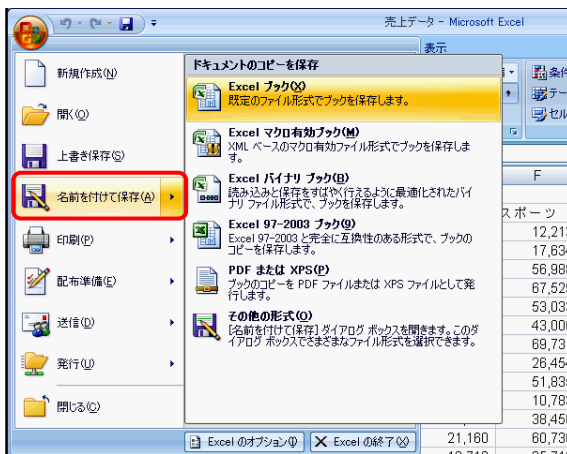 売上データ - Microsoft Excel
表示
新規作成(N)
開く(O)
上書き保存(S)
名前を付けて保存(A)
印刷(P)
配布準備(E)
送信(D)
発行(U)
閉じる(C)
ドキュメントのコピーを保存
Excel ブック(X)
既定のファイル形式でブックを保存します。
Excel マクロ有効ブック(M)
XML ベースのマクロ有効ファイル形式でブックを保存しま
す。
Excel バイナリ ブック(B)
読み込みと保存をすばやく行えるように最適化されたバイ
ナリ ファイル形式で、ブックを保存します。
Excel 97-2003 ブック(9)
Excel 97-2003 と完全に互換性のある形式で、ブックの
コピーを保存します。
PDF または XPS(P)
ブックのコピーを PDF ファイルまたは XPS ファイルとして発
行します。
その他の形式(O)
[名前を付けて保存] ダイアログ ボックスを開きます。このダ
イアログ ボックスでさまざまなファイル形式を選択できます。
Excel のオプション(I)
Excel の終了(X)
条件
テー
セル
F
スポーツ
12,21
17,63
56,98
67,52
53,03
43,00
69,73
26,45
51,83
10,78
38,45
21,160
60,73